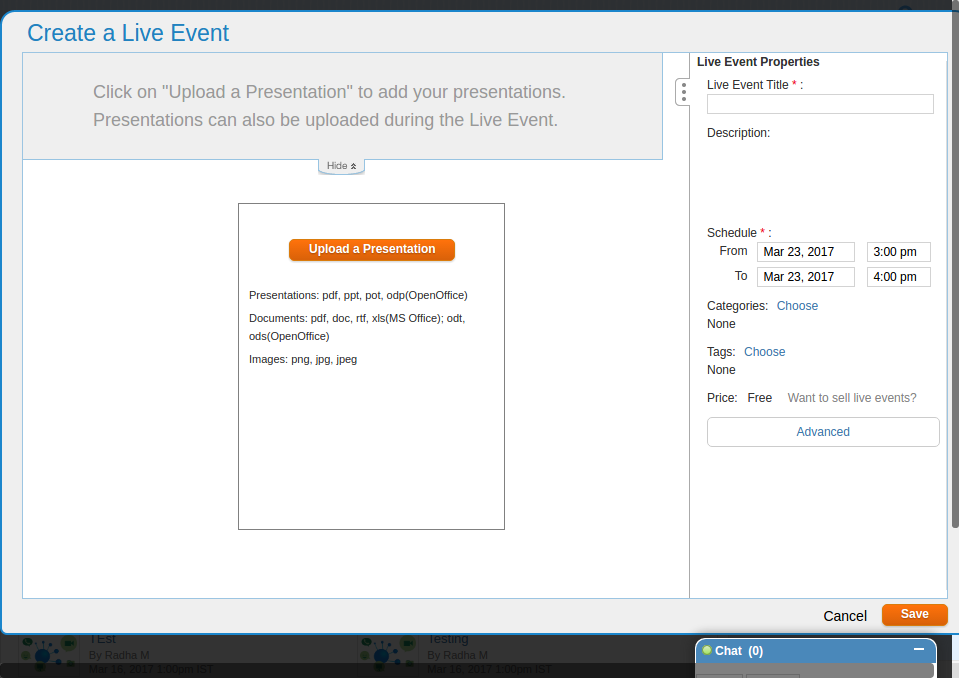 Create a Live Event
Click on "Upload a Presentation" to add your presentations.
Presentations can also be uploaded during the Live Event.
Hide
Upload a Presentation
Presentations: pdf, ppt, pot, odp(OpenOffice)
Documents: pdf, doc, rtf, xls(MS Office); odt,
ods(OpenOffice)
Images: png, jpg, jpeg
Live Event Properties
Live Event Title * :
Description:
Schedule * :
From Mar 23, 2017 3:00 pm
To Mar 23, 2017 4:00 pm
Categories: Choose
None
Tags: Choose
None
Price: Free Want to sell live events?
Advanced
Cancel Save
TEst
By Radha M
Mar 16, 2017 1:00pm IST
Testing
By Radha M
Mar 16, 2017 1:00pm IST
Chat (0)